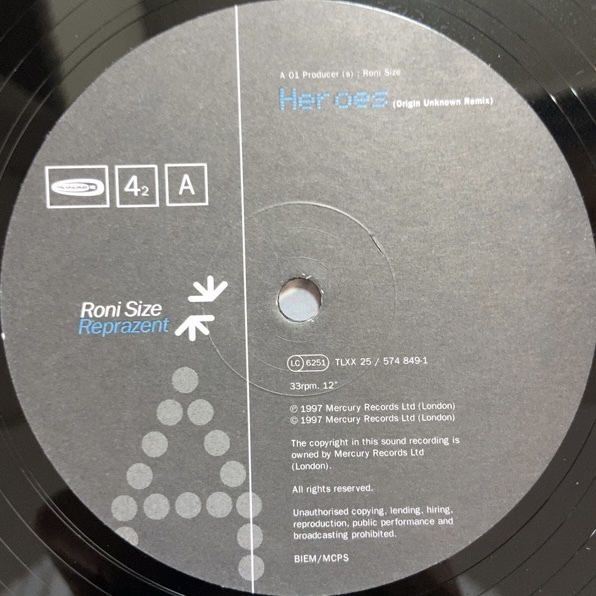 A 01 Producer (s) : Roni Size
Heroes (Origin Unknown Remix)
4₂
A
Roni Size
Reprazent
LC 6251 TLXX 25 / 574 849-1
33rpm. 12"
℗ 1997 Mercury Records Ltd (London)
© 1997 Mercury Records Ltd (London)
The copyright in this sound recording is
owned by Mercury Records Ltd
(London).
All rights reserved.
Unauthorised copying, lending, hiring,
reproduction, public performance and
broadcasting prohibited.
BIEM/MCPS